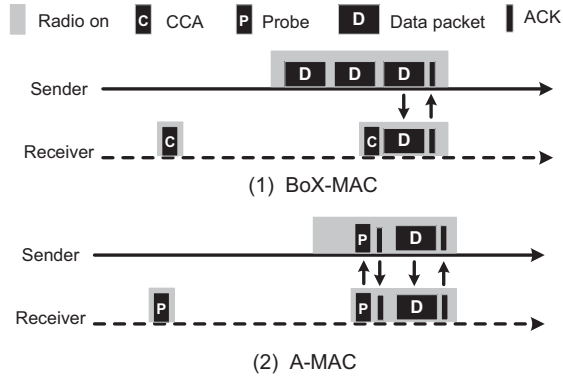 Radio on C CCA P Probe D Data packet ACK
D D D
Sender
C C D
Receiver
(1) BoX-MAC
P D
Sender
P P D
Receiver
(2) A-MAC